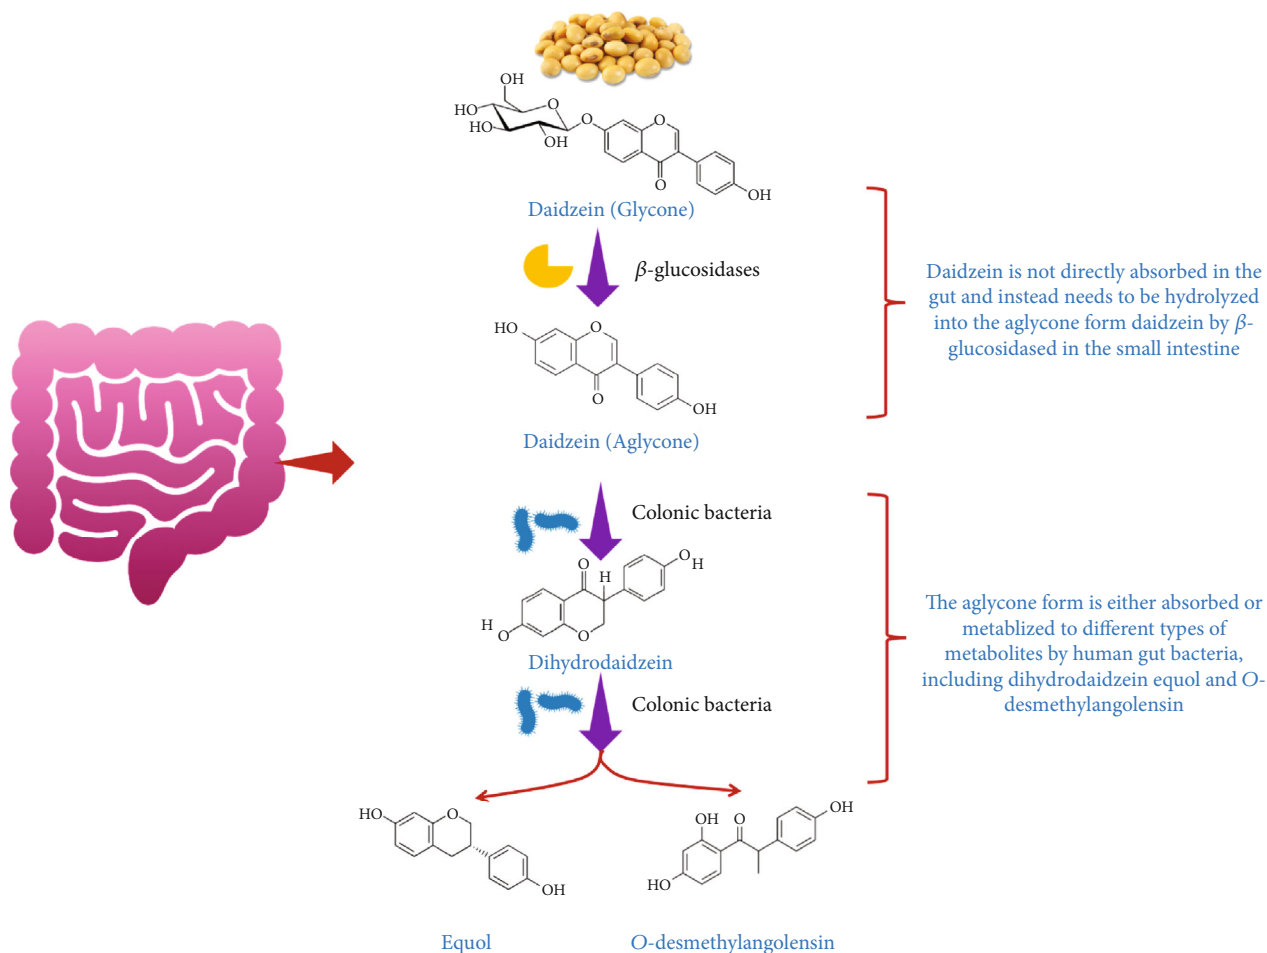 OH
HO
O
HO
OH
O
O
O
OH
Daidzein (Glycone)
β-glucosidases
HO
O
O
OH
Daidzein (Aglycone)
Daidzein is not directly absorbed in the
gut and instead needs to be hydrolyzed
into the aglycone form daidzein by β-
glucosidased in the small intestine
Colonic bacteria
O
H
O
H
H
O
O
Dihydrodaidzein
Colonic bacteria
The aglycone form is either absorbed or
metablized to different types of
metabolites by human gut bacteria,
including dihydrodaidzein equol and O-
desmethylangolensin
HO
O
OH
Equol
OH
O
OH
HO
O-desmethylangolensin